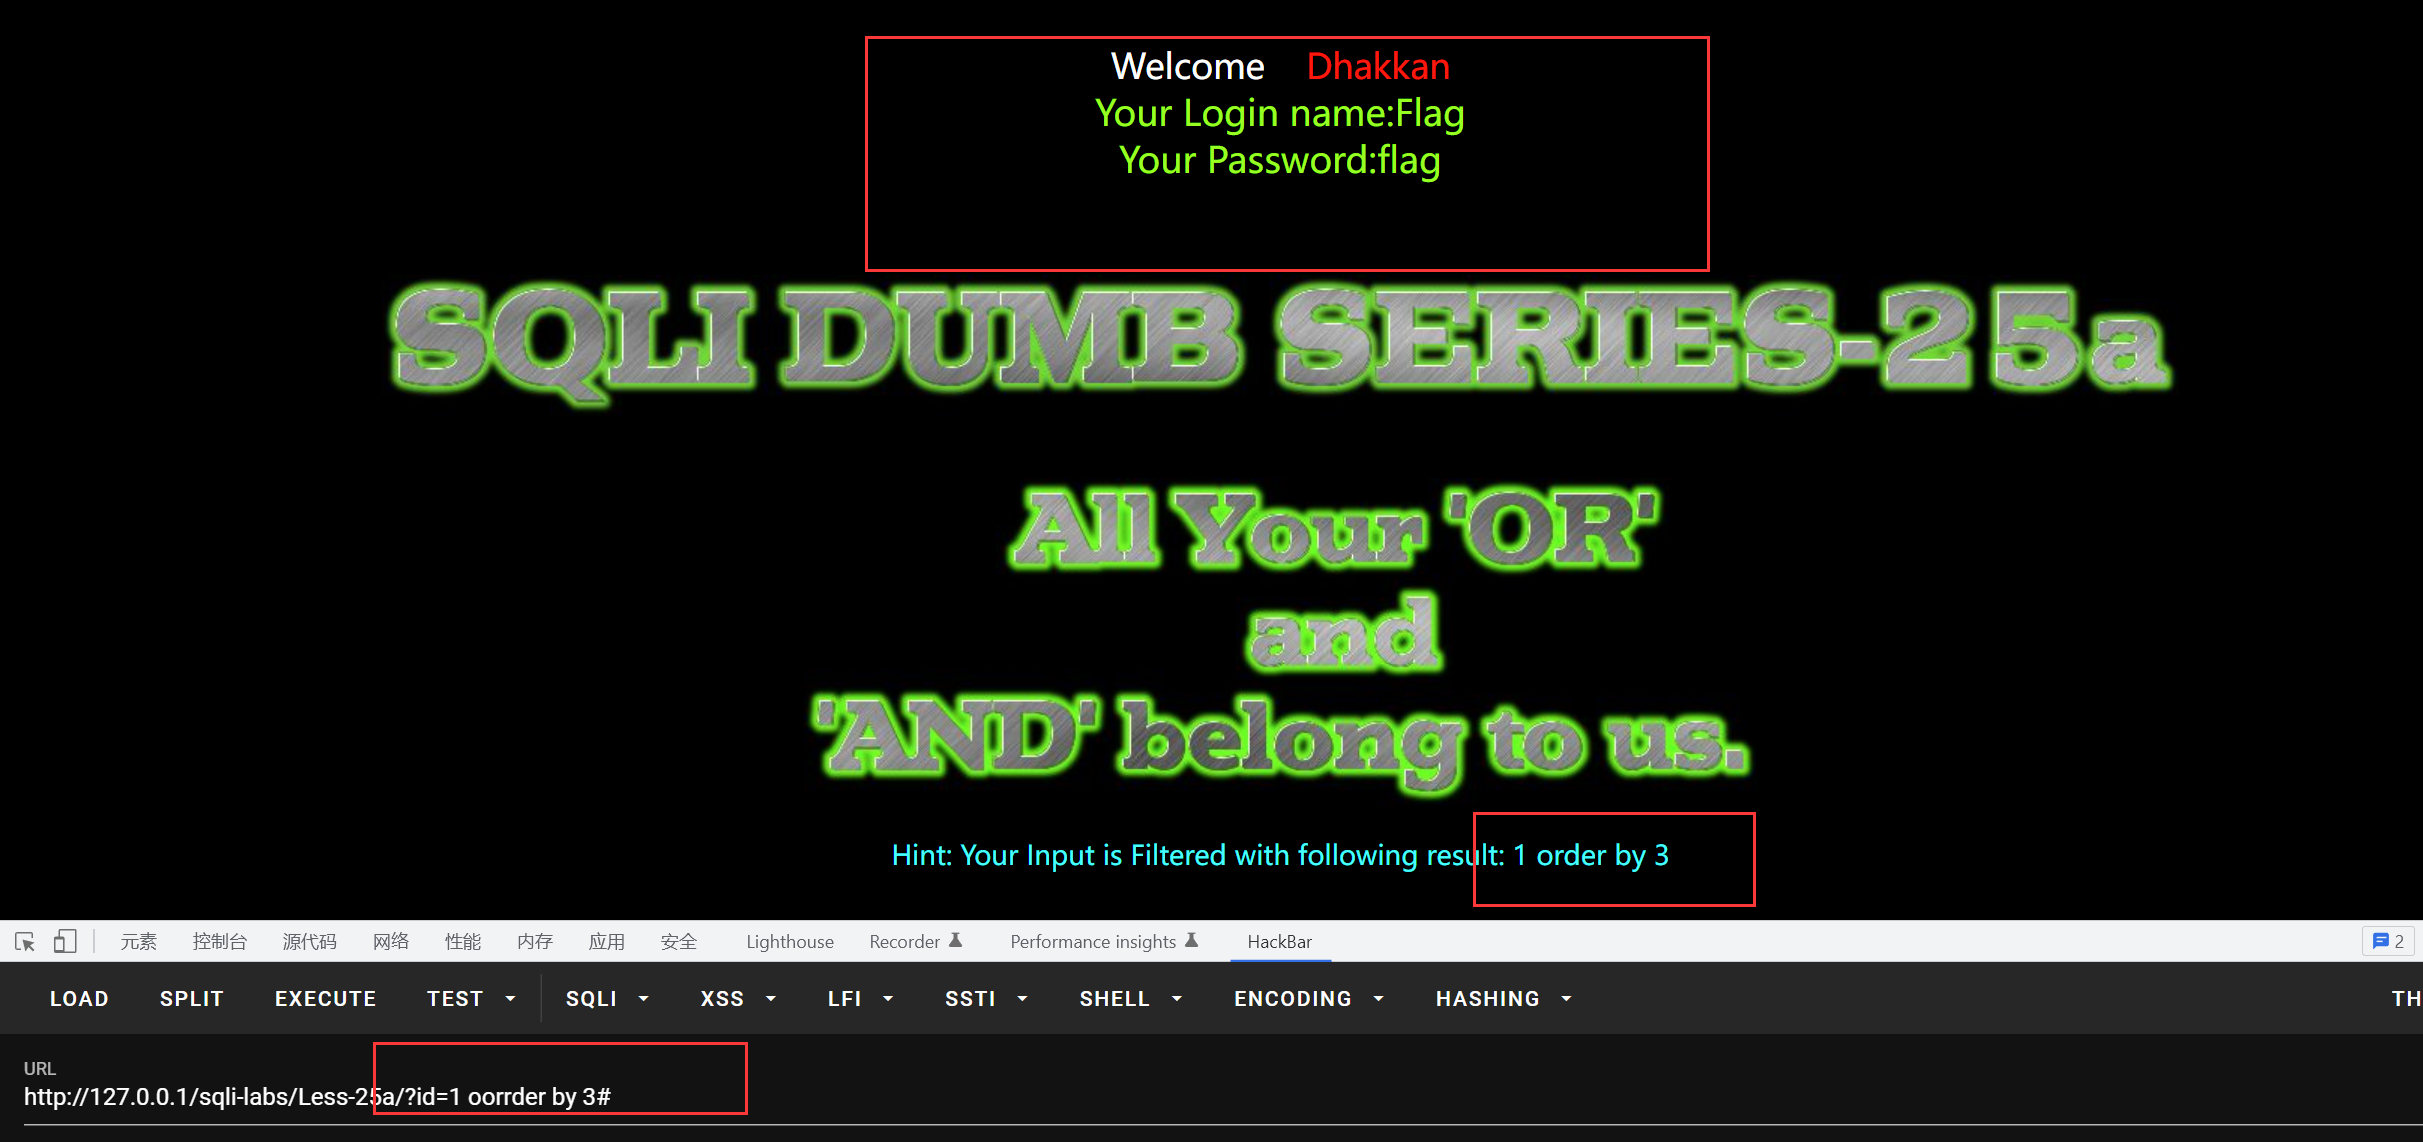 Welcome Dhakkan
Your Login name:Flag
Your Password:flag
SQLI DUMB SERIES-25a
All Your 'OR'
and
'AND' belong to us.
Hint: Your Input is Filtered with following result: 1 order by 3
元素 控制台 源代码 网络 性能 内存 应用 安全 Lighthouse Recorder Performance insights HackBar 2
LOAD SPLIT EXECUTE TEST SQLI XSS LFI SSTI SHELL ENCODING HASHING TH
URL
http://127.0.0.1/sqli-labs/Less-25a/?id=1 oorrder by 3#